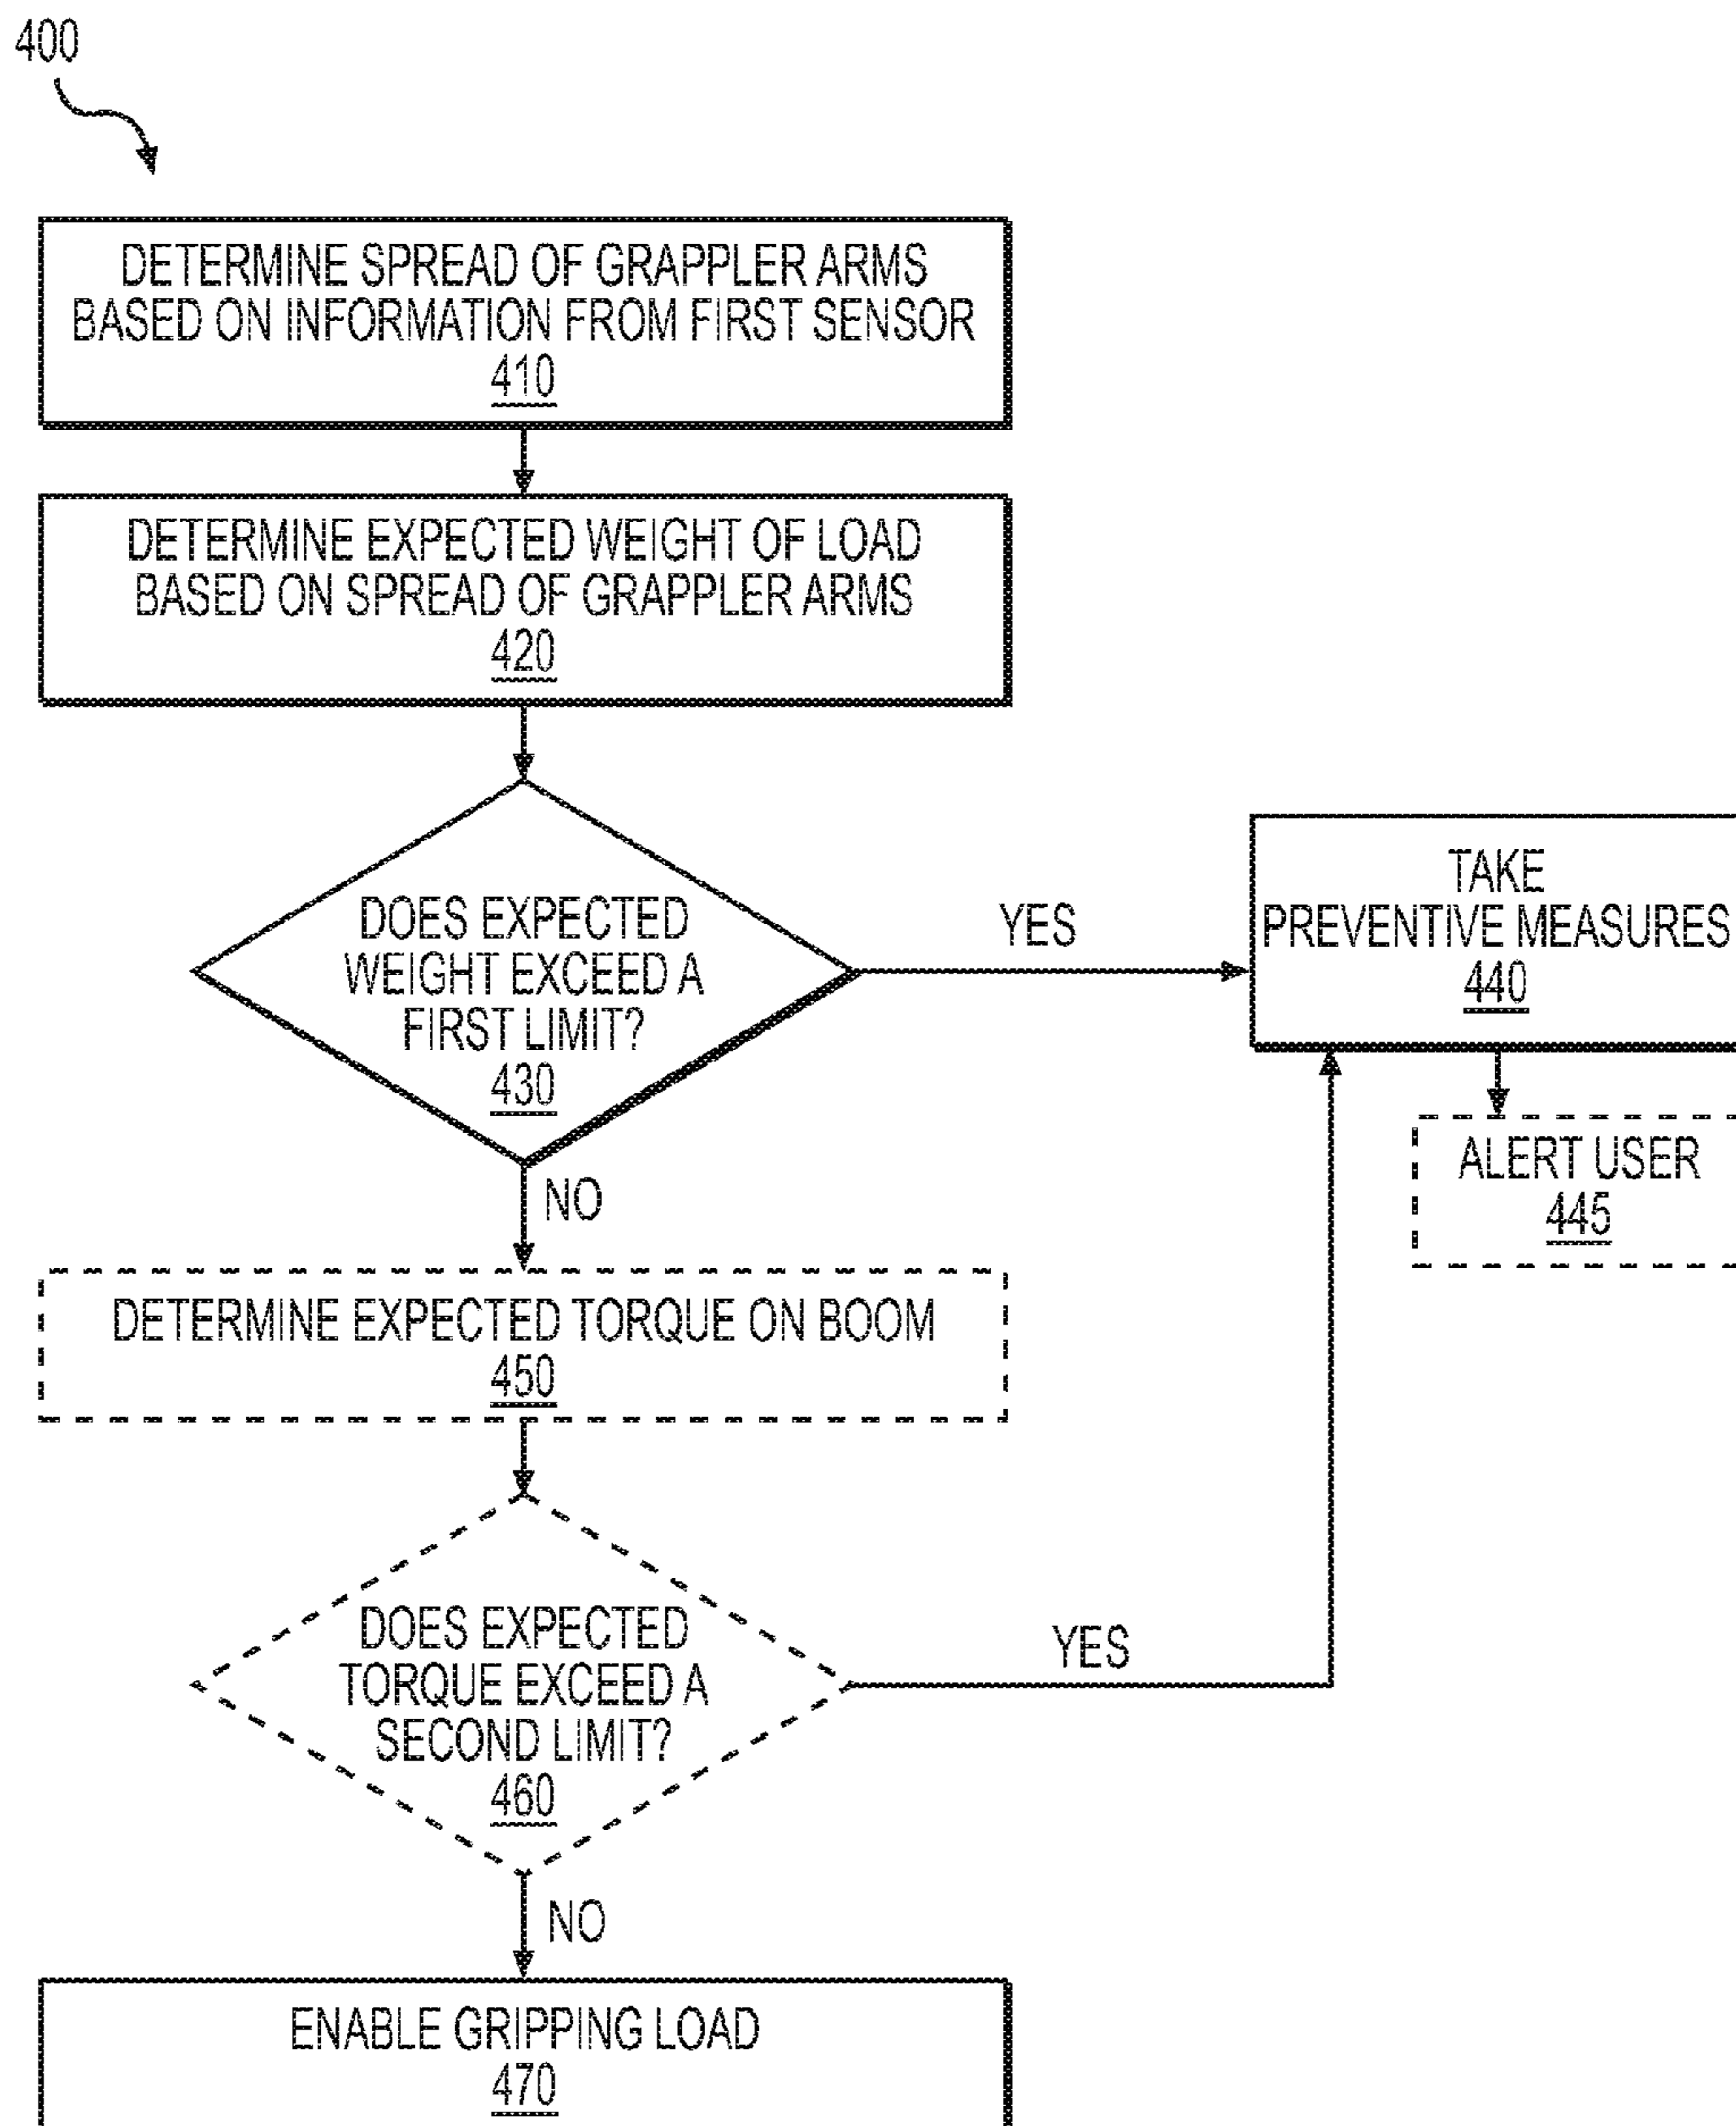 400
DETERMINE SPREAD OF GRAPPLER ARMS
BASED ON INFORMATION FROM FIRST SENSOR
410
DETERMINE EXPECTED WEIGHT OF LOAD
BASED ON SPREAD OF GRAPPLER ARMS
420
DOES EXPECTED
WEIGHT EXCEED A
FIRST LIMIT?
430
YES
TAKE
PREVENTIVE MEASURES
440
ALERT USER
445
NO
DETERMINE EXPECTED TORQUE ON BOOM
450
DOES EXPECTED
TORQUE EXCEED A
SECOND LIMIT?
460
YES
NO
ENABLE GRIPPING LOAD
470